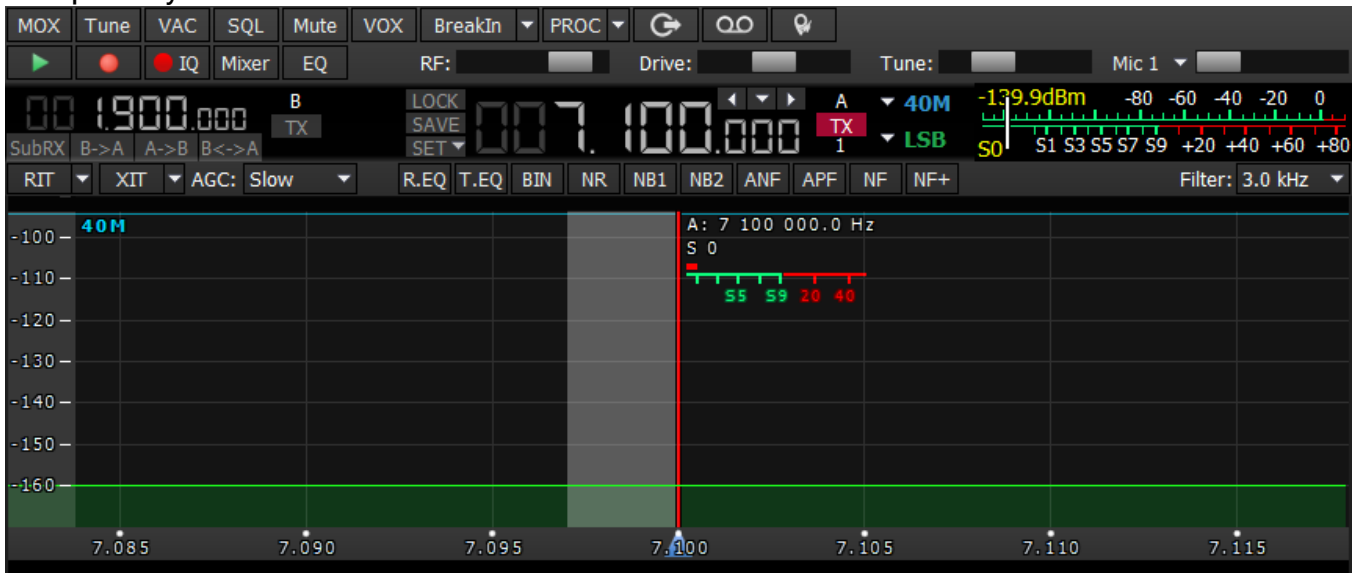 MOX Tune VAC SQL Mute VOX BreakIn PROC
IQ Mixer EQ RF: Drive: Tune: Mic 1
1.900.000 B TX LOCK SAVE SET 7.100.000 A TX 1 40M LSB
SubRX B->A A->B B<->A
-139.9dBm -80 -60 -40 -20 0
S0 S1 S3 S5 S7 S9 +20 +40 +60 +80
RIT XIT AGC: Slow R.EQ T.EQ BIN NR NB1 NB2 ANF APF NF NF+ Filter: 3.0 kHz
40M
A: 7 100 000.0 Hz
S 0
S5 S9 20 40
-100
-110
-120
-130
-140
-150
-160
7.085 7.090 7.095 7.100 7.105 7.110 7.115